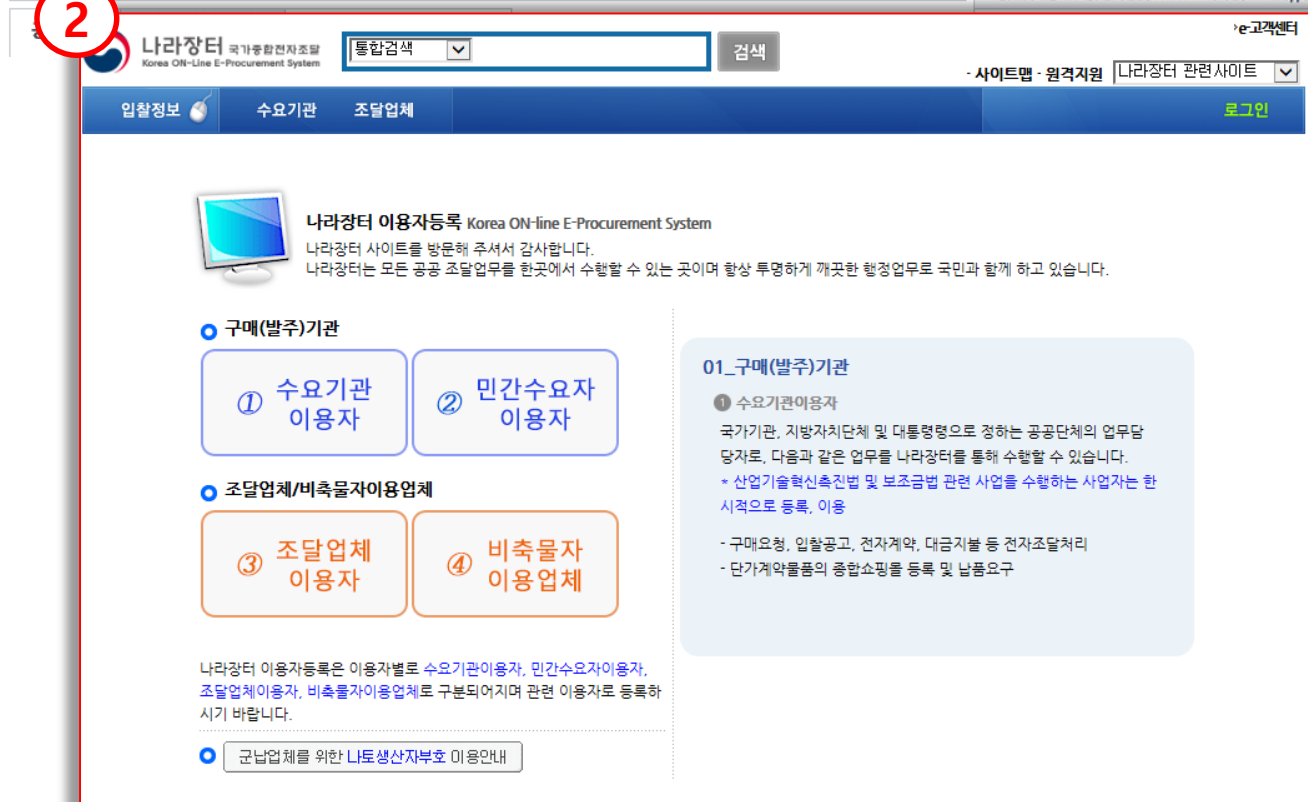 2
›e-고객센터
나라장터 국가종합전자조달
Korea ON-Line E-Procurement System
통합검색
검색
· 사이트맵 · 원격지원 나라장터 관련사이트
입찰정보 수요기관 조달업체 로그인
나라장터 이용자등록 Korea ON-line E-Procurement System
나라장터 사이트를 방문해 주셔서 감사합니다.
나라장터는 모든 공공 조달업무를 한곳에서 수행할 수 있는 곳이며 항상 투명하게 깨끗한 행정업무로 국민과 함께 하고 있습니다.
구매(발주)기관
① 수요기관
이용자
② 민간수요자
이용자
조달업체/비축물자이용업체
③ 조달업체
이용자
④ 비축물자
이용업체
나라장터 이용자등록은 이용자별로 수요기관이용자, 민간수요자이용자,
조달업체이용자, 비축물자이용업체로 구분되어지며 관련 이용자로 등록하
시기 바랍니다.
군납업체를 위한 나토생산자부호 이용안내
01_구매(발주)기관
❶ 수요기관이용자
국가기관, 지방자치단체 및 대통령령으로 정하는 공공단체의 업무담
당자로, 다음과 같은 업무를 나라장터를 통해 수행할 수 있습니다.
* 산업기술혁신촉진법 및 보조금법 관련 사업을 수행하는 사업자는 한
시적으로 등록, 이용
- 구매요청, 입찰공고, 전자계약, 대금지불 등 전자조달처리
- 단가계약물품의 종합쇼핑몰 등록 및 납품요구